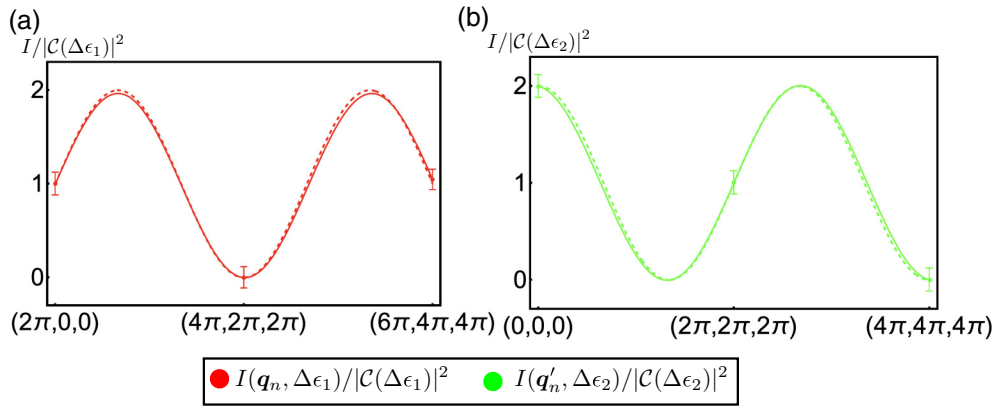 (a)
I/|𝒞(Δϵ₁)|²
2
1
0
(2π,0,0) (4π,2π,2π) (6π,4π,4π)
(b)
I/|𝒞(Δϵ₂)|²
2
1
0
(0,0,0) (2π,2π,2π) (4π,4π,4π)
I(𝒒ₙ, Δϵ₁)/|𝒞(Δϵ₁)|² I(𝒒′ₙ, Δϵ₂)/|𝒞(Δϵ₂)|²